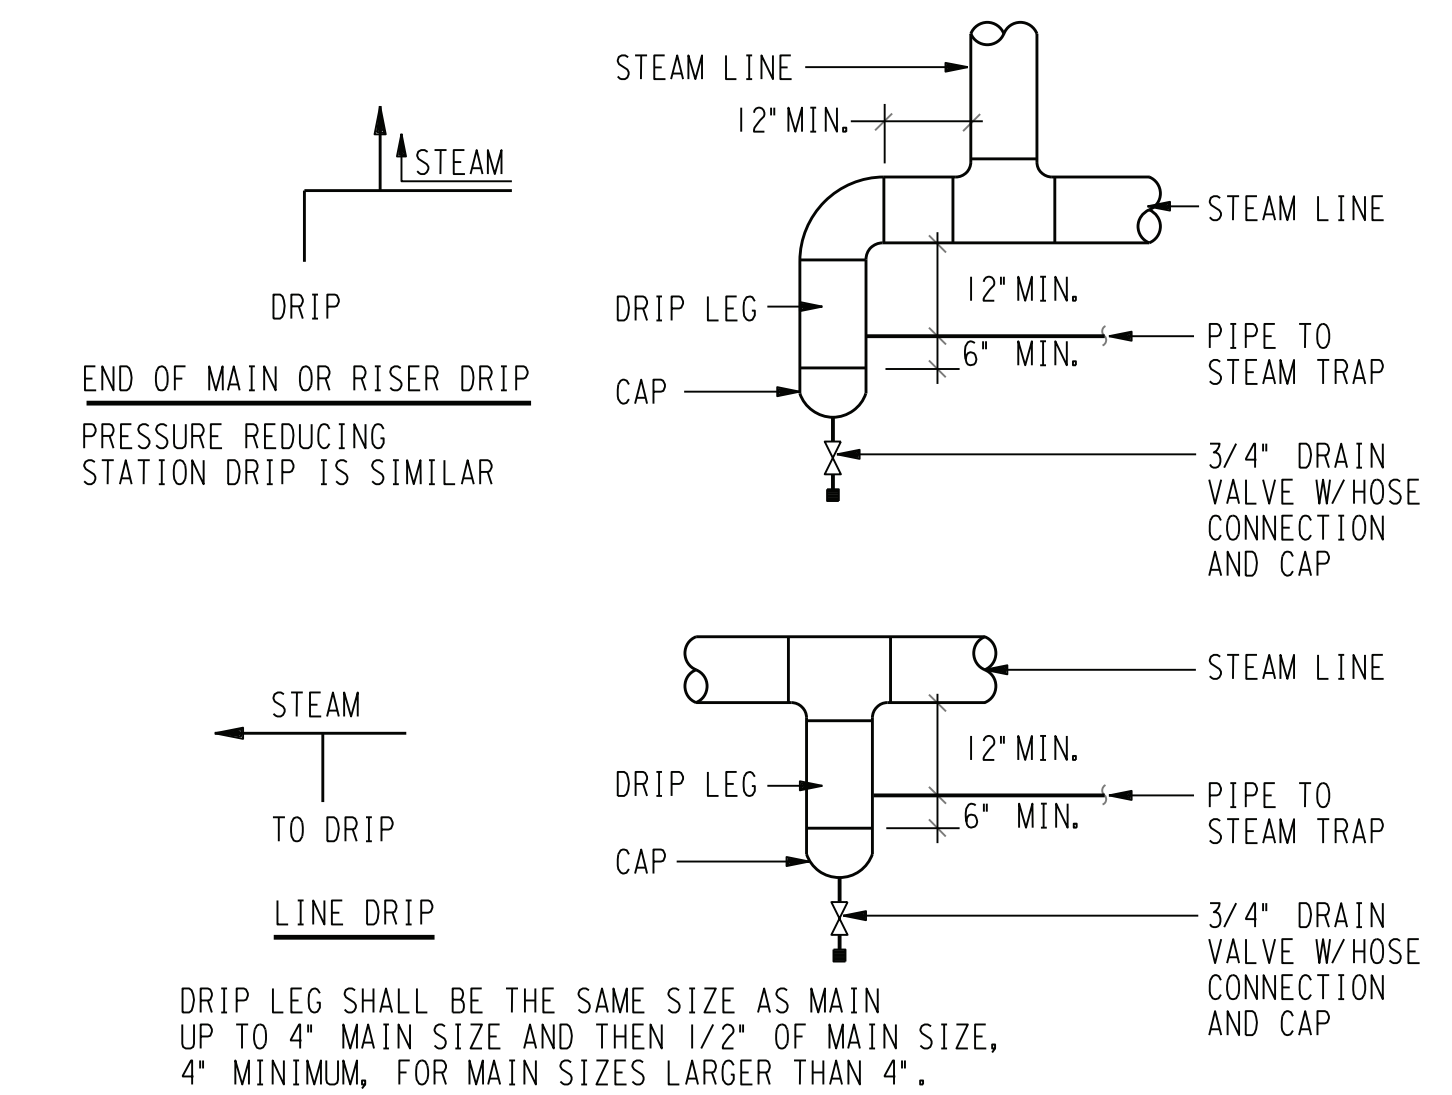 STEAM LINE
12" MIN.
STEAM
STEAM LINE
DRIP
12" MIN.
DRIP LEG
PIPE TO
STEAM TRAP
6" MIN.
END OF MAIN OR RISER DRIP
CAP
PRESSURE REDUCING
STATION DRIP IS SIMILAR
3/4" DRAIN
VALVE W/HOSE
CONNECTION
AND CAP
STEAM LINE
STEAM
12" MIN.
DRIP LEG
PIPE TO
STEAM TRAP
6" MIN.
TO DRIP
CAP
LINE DRIP
3/4" DRAIN
VALVE W/HOSE
CONNECTION
AND CAP
DRIP LEG SHALL BE THE SAME SIZE AS MAIN
UP TO 4" MAIN SIZE AND THEN 1/2" OF MAIN SIZE,
4" MINIMUM, FOR MAIN SIZES LARGER THAN 4".